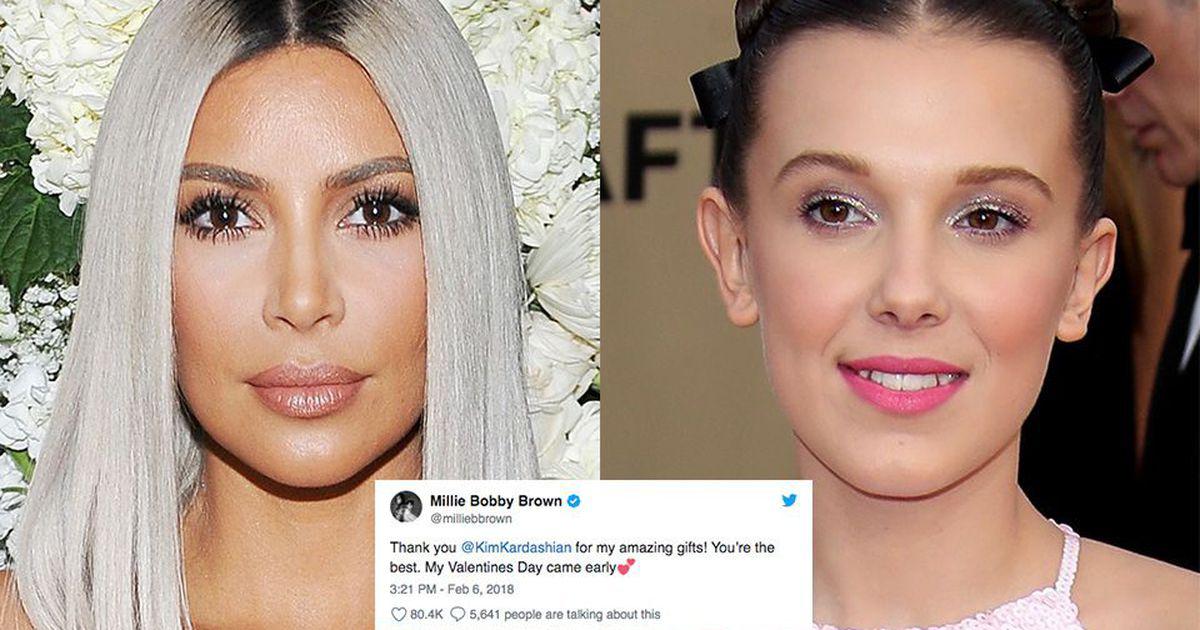 AFT
Millie Bobby Brown
@milliebbrown
Thank you @KimKardashian for my amazing gifts! You're the
best. My Valentines Day came early💕
3:21 PM - Feb 6, 2018
80.4K 5,641 people are talking about this